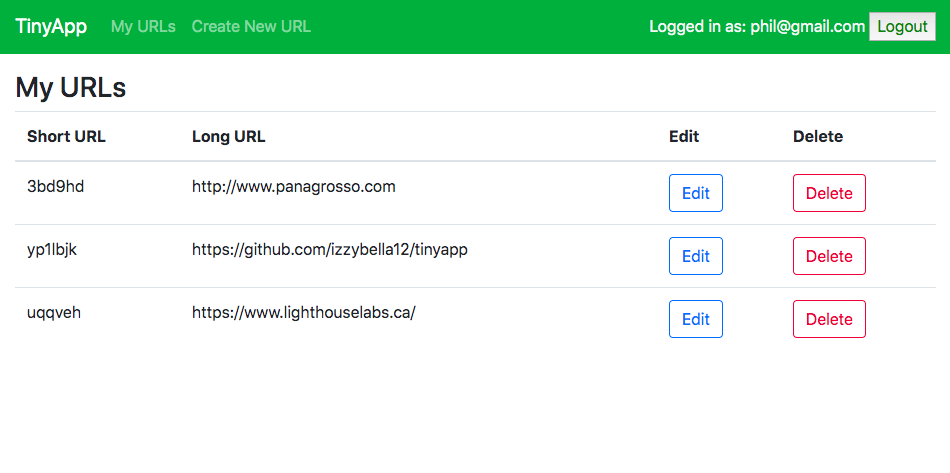 TinyApp My URLs Create New URL Logged in as: phil@gmail.com Logout
My URLs
Short URL Long URL Edit Delete
3bd9hd http://www.panagrosso.com Edit Delete
yp1lbjk https://github.com/izzybella12/tinyapp Edit Delete
uqqveh https://www.lighthouselabs.ca/ Edit Delete